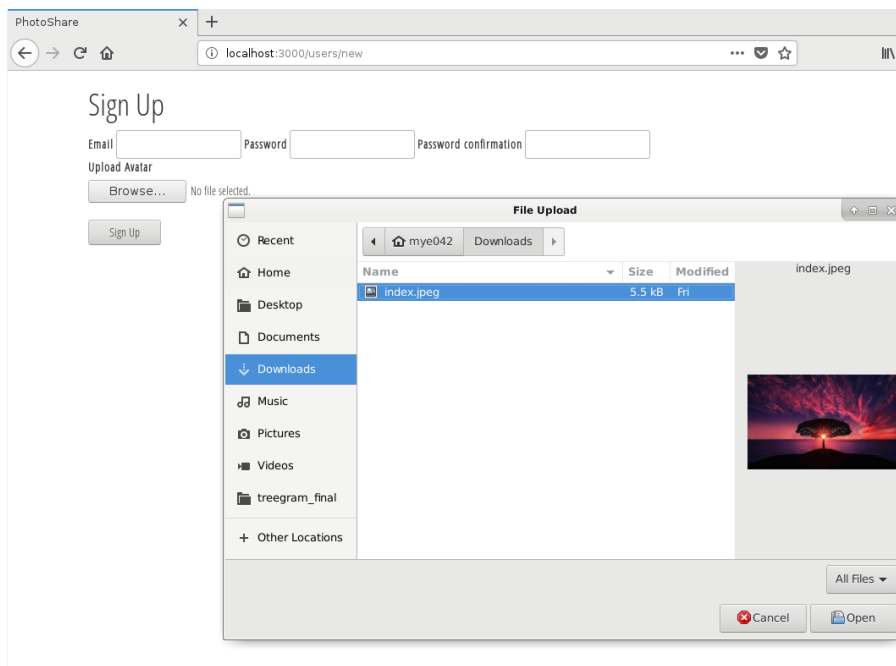 PhotoShare
localhost:3000/users/new
Sign Up
Email Password Password confirmation
Upload Avatar
Browse... No file selected.
Sign Up
File Upload
Recent
Home
Desktop
Documents
Downloads
Music
Pictures
Videos
treegram_final
Other Locations
mye042 Downloads
Name Size Modified
index.jpeg 5.5 kB Fri
index.jpeg
All Files
Cancel Open